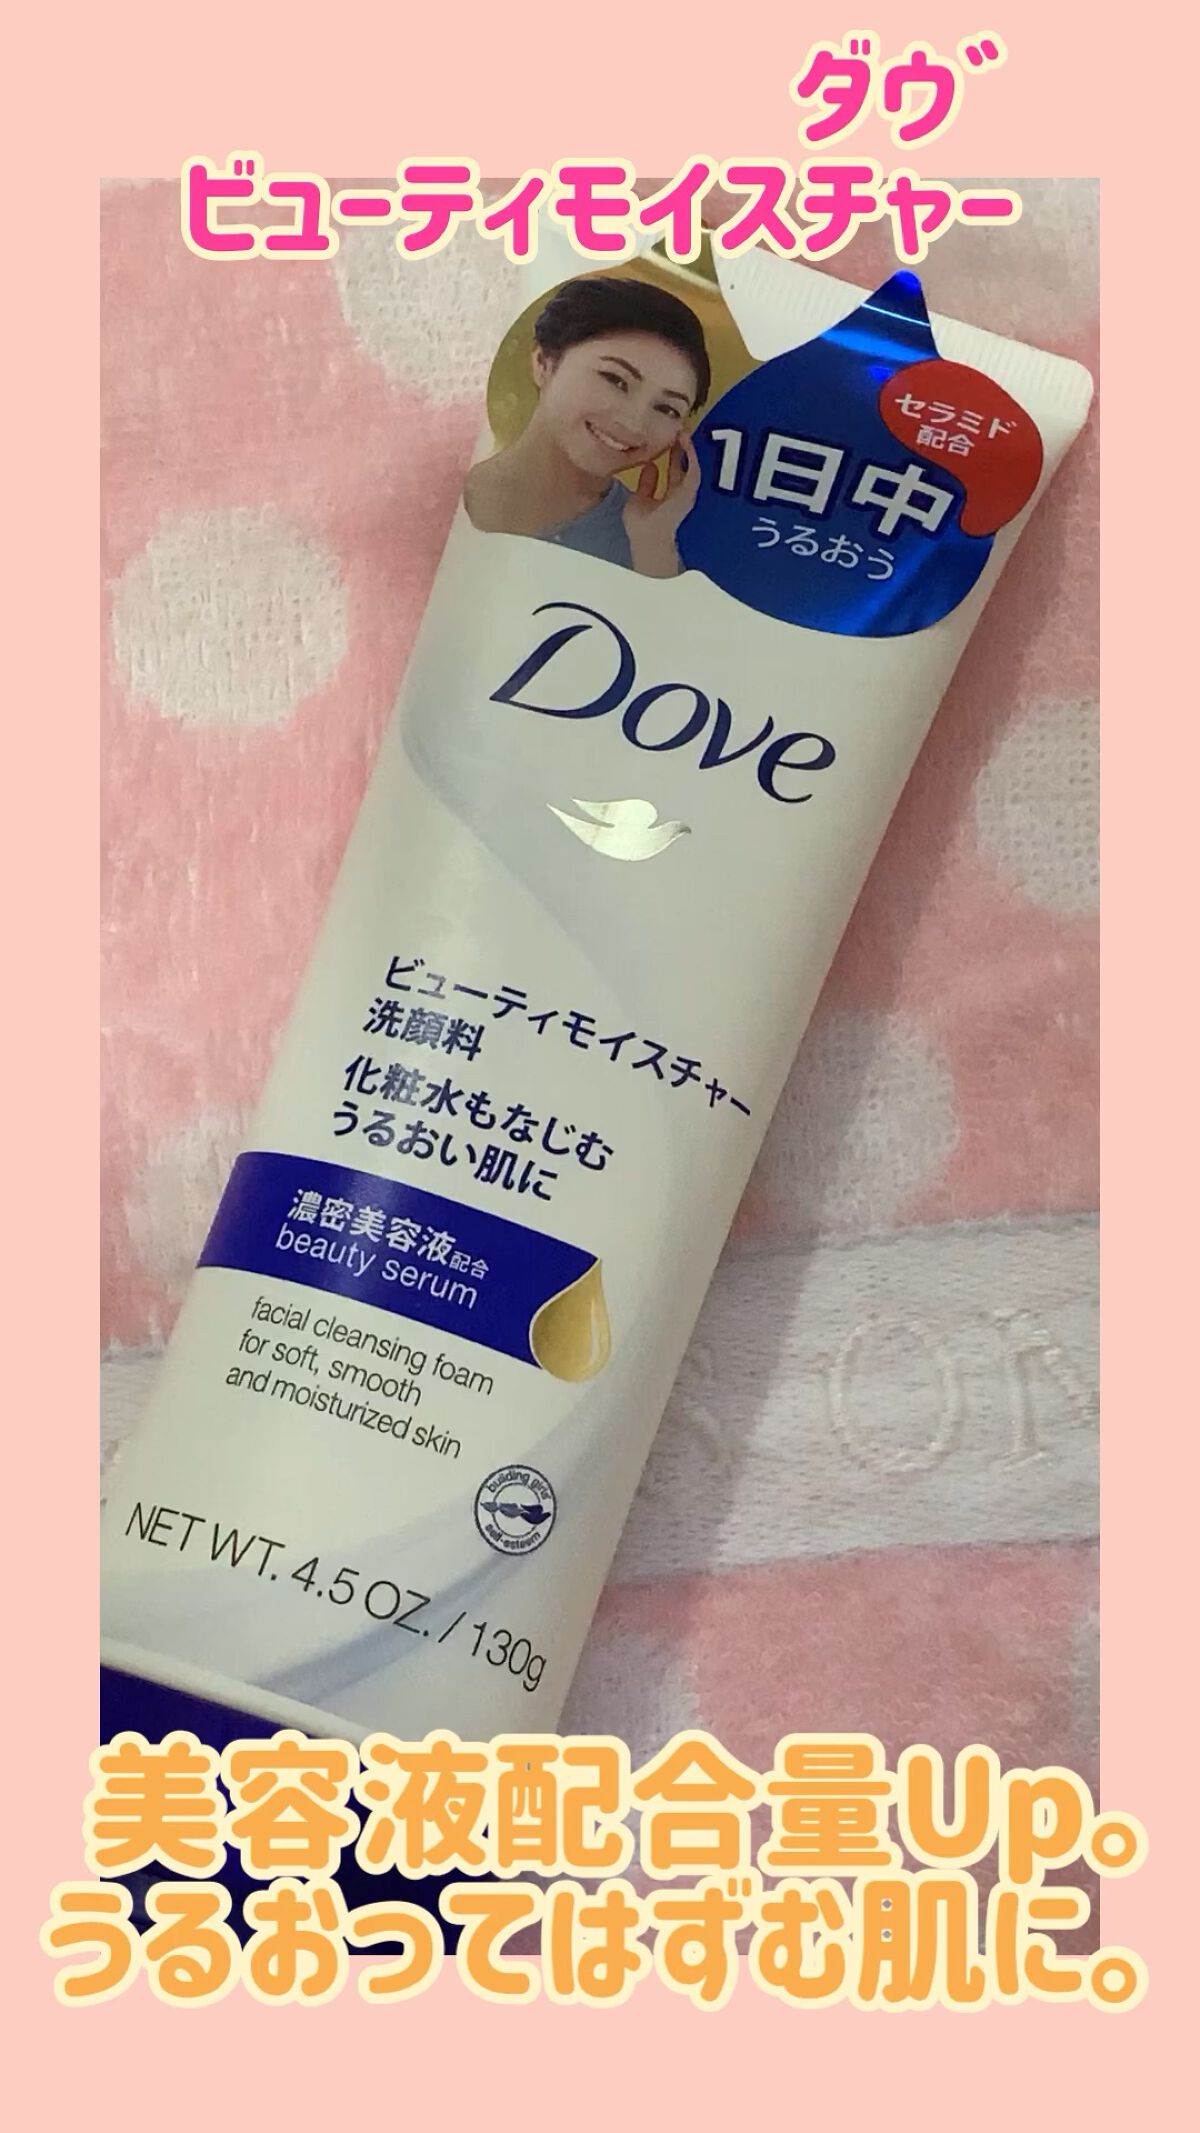 ダヴ
ビューティモイスチャー
セラミド
配合
1日中
うるおう
Dove
ビューティモイスチャー
洗顔料
化粧水もなじむ
うるおい肌に
濃密美容液配合
beauty serum
facial cleansing foam
for soft, smooth
and moisturized skin
building girls'
self-esteem
NET WT. 4.5 OZ. / 130g
美容液配合量Up。
うるおってはずむ肌に。